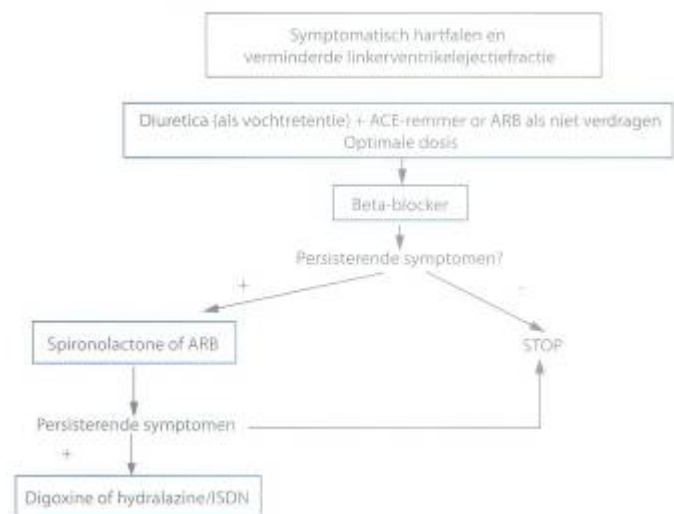 Symptomatisch hartfalen en
verminderde linkerventrikelejectiefractie
Diuretica (als vochtretentie) + ACE-remmer or ARB als niet verdragen
Optimale dosis
Beta-blocker
Persisterende symptomen?
+
-
Spironolactone of ARB
STOP
Persisterende symptomen
+
Digoxine of hydralazine/ISDN